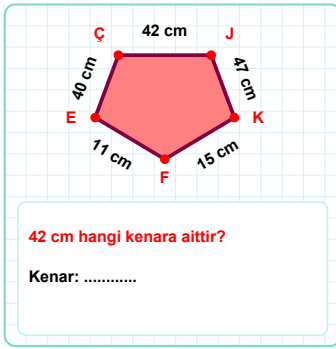 42 cm
Ç
J
40 cm
47 cm
E
K
11 cm
15 cm
F
42 cm hangi kenara aittir?
Kenar: ............